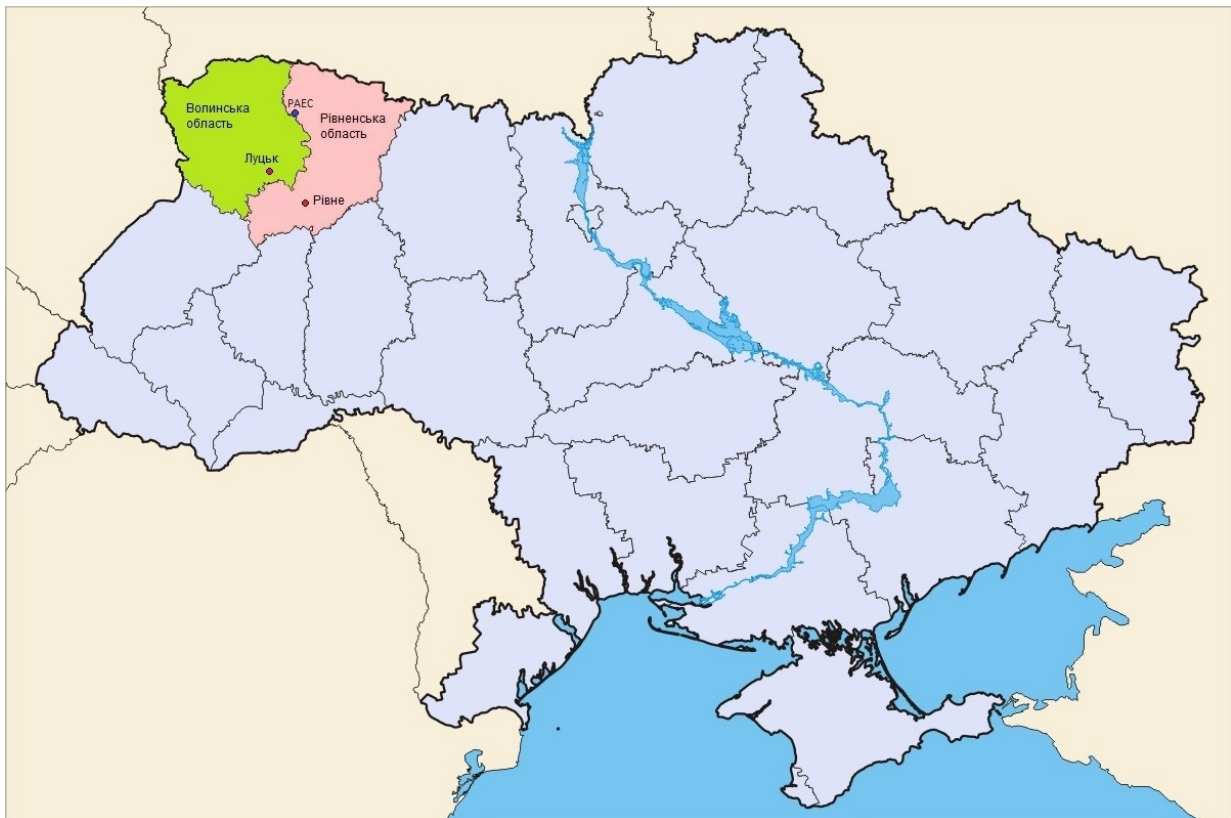 Волинська
область
РАЕС
Рівненська
область
Луцьк
Рівне